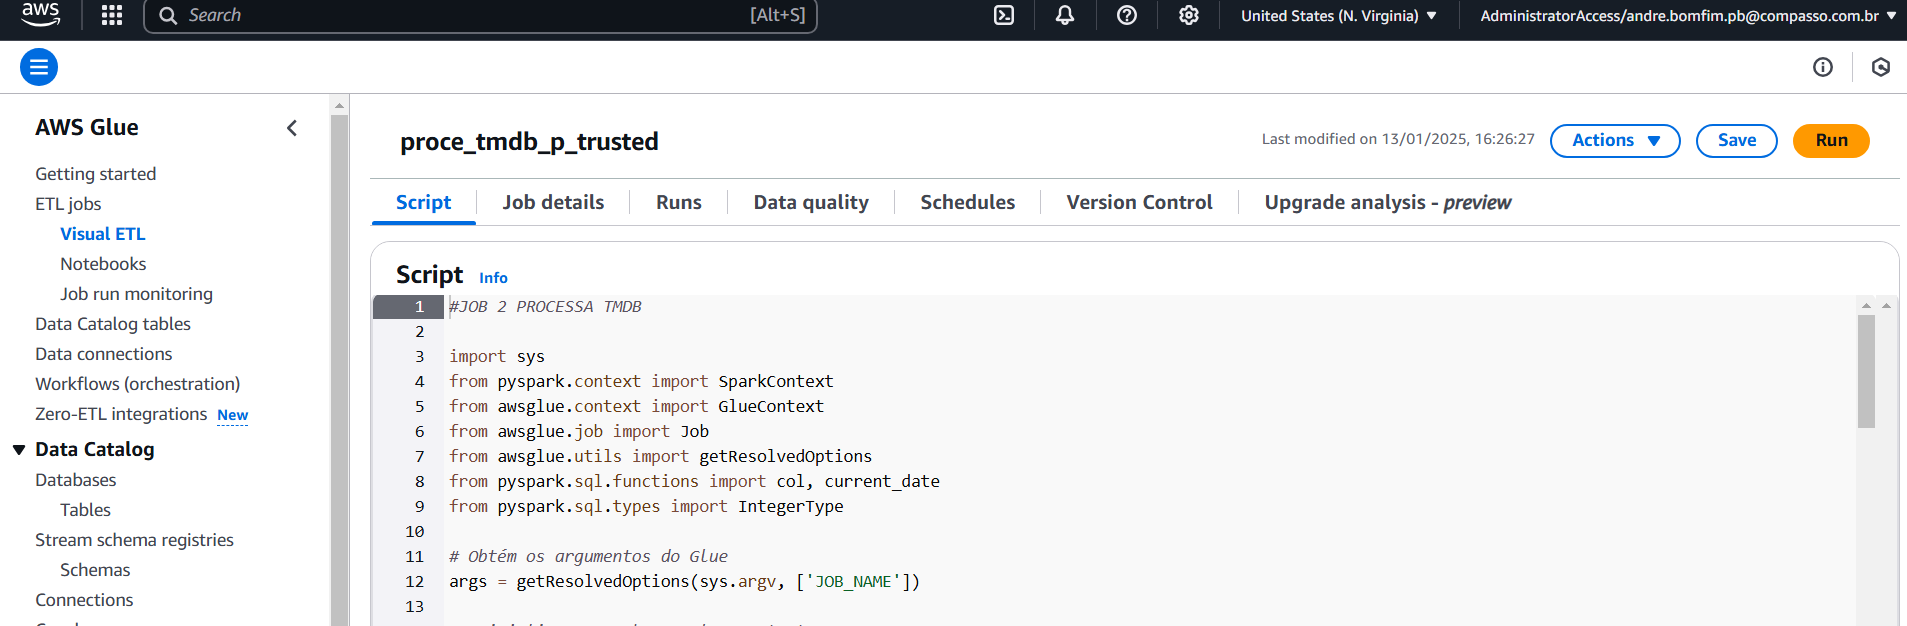 aws
Search [Alt+S]
United States (N. Virginia)
AdministratorAccess/andre.bomfim.pb@compasso.com.br
AWS Glue
Getting started
ETL jobs
Visual ETL
Notebooks
Job run monitoring
Data Catalog tables
Data connections
Workflows (orchestration)
Zero-ETL integrations New
Data Catalog
Databases
Tables
Stream schema registries
Schemas
Connections
proce_tmdb_p_trusted
Last modified on 13/01/2025, 16:26:27
Actions
Save
Run
Script
Job details
Runs
Data quality
Schedules
Version Control
Upgrade analysis - preview
Script Info
1 #JOB 2 PROCESSA TMDB
2
3 import sys
4 from pyspark.context import SparkContext
5 from awsglue.context import GlueContext
6 from awsglue.job import Job
7 from awsglue.utils import getResolvedOptions
8 from pyspark.sql.functions import col, current_date
9 from pyspark.sql.types import IntegerType
10
11 # Obtém os argumentos do Glue
12 args = getResolvedOptions(sys.argv, ['JOB_NAME'])
13